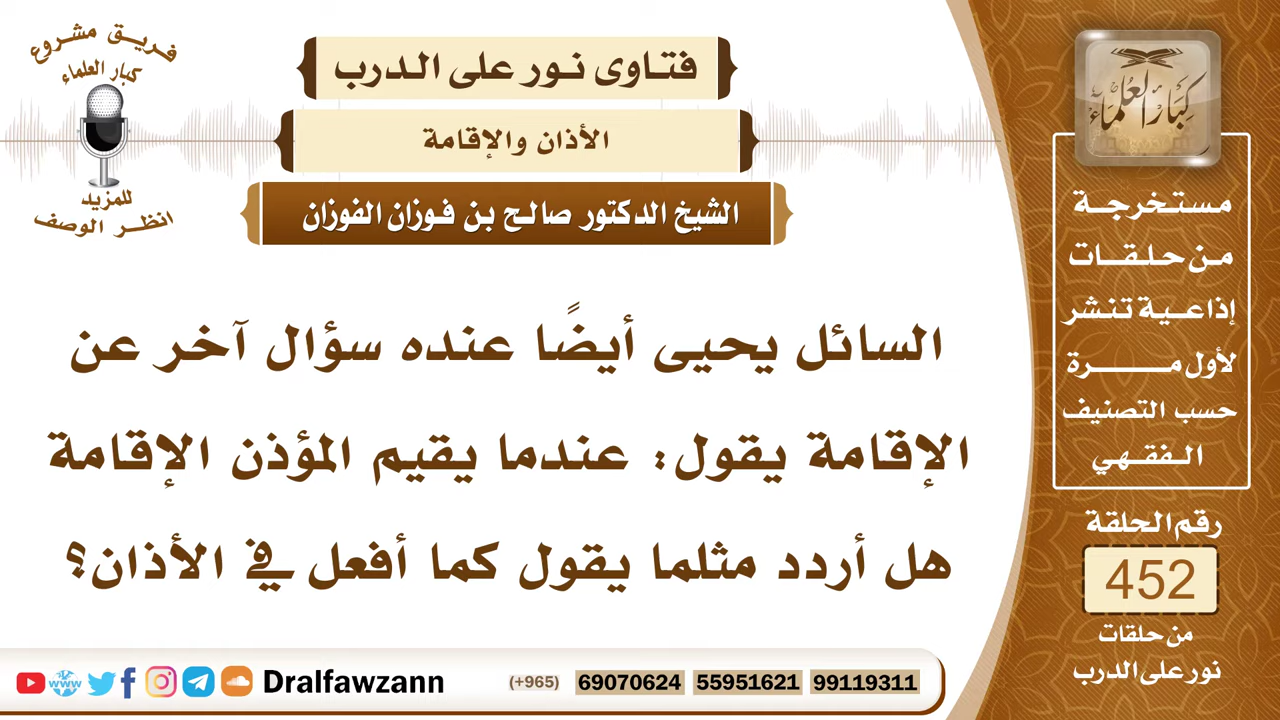 فريق مشروع
كبار العلماء
للمزيد
انظر الوصف
فتاوى نور على الدرب
الأذان والإقامة
الشيخ الدكتور صالح بن فوزان الفوزان
السائل يحيى أيضًا عنده سؤال آخر عن
الإقامة يقول: عندما يقيم المؤذن الإقامة
هل أردد مثلما يقول كما أفعل في الأذان؟
كبار العلماء
مستخرجة
من حلقات
إذاعية تنشر
لأول مرة
حسب التصنيف
الفقهي
رقم الحلقة
452
من حلقات
نور على الدرب
www Dralfawzann (+965) 69070624 55951621 99119311